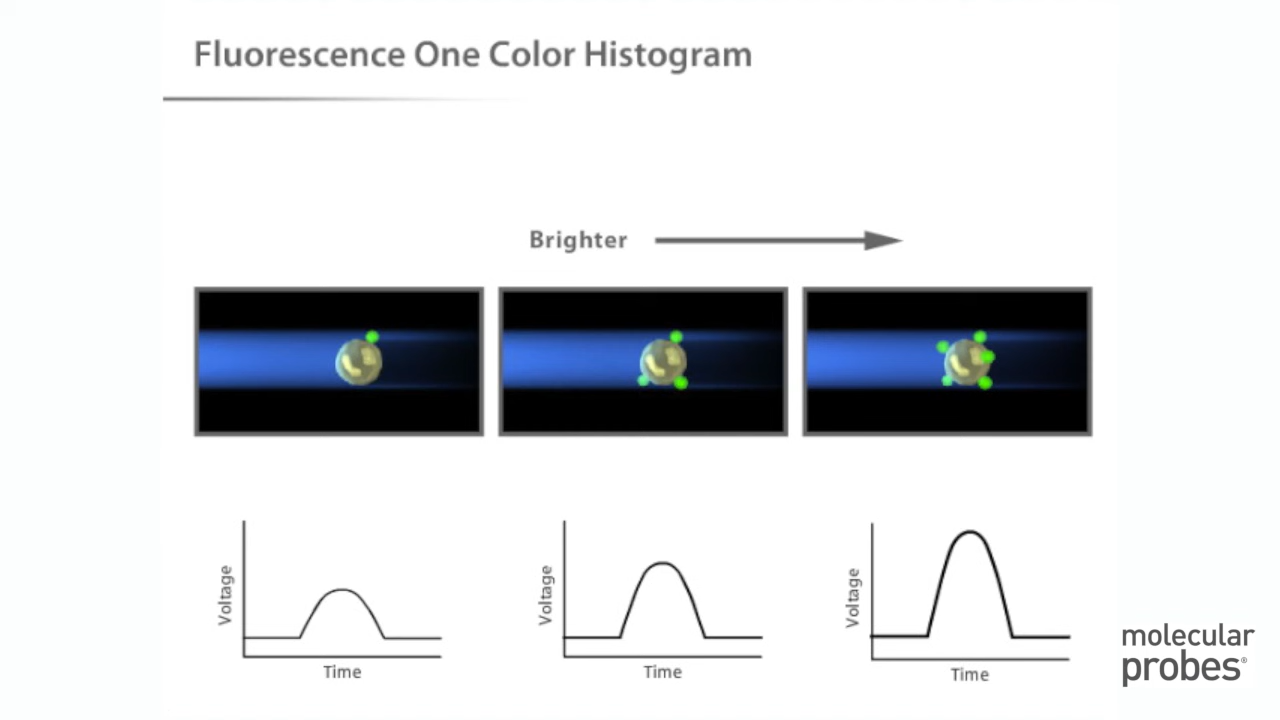 Fluorescence One Color Histogram
Brighter
Voltage
Time
Voltage
Time
Voltage
Time
molecular
probes®